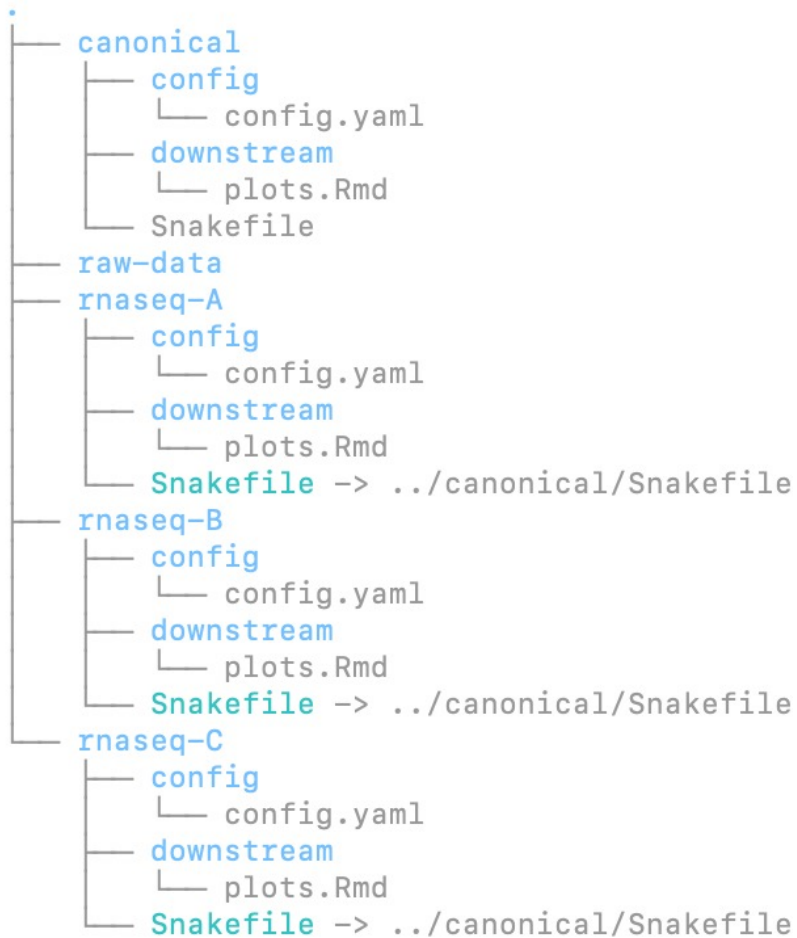 .
├── canonical
│   ├── config
│   │   └── config.yaml
│   ├── downstream
│   │   └── plots.Rmd
│   └── Snakefile
├── raw-data
├── rnaseq-A
│   ├── config
│   │   └── config.yaml
│   ├── downstream
│   │   └── plots.Rmd
│   └── Snakefile -> ../canonical/Snakefile
├── rnaseq-B
│   ├── config
│   │   └── config.yaml
│   ├── downstream
│   │   └── plots.Rmd
│   └── Snakefile -> ../canonical/Snakefile
└── rnaseq-C
    ├── config
    │   └── config.yaml
    ├── downstream
    │   └── plots.Rmd
    └── Snakefile -> ../canonical/Snakefile